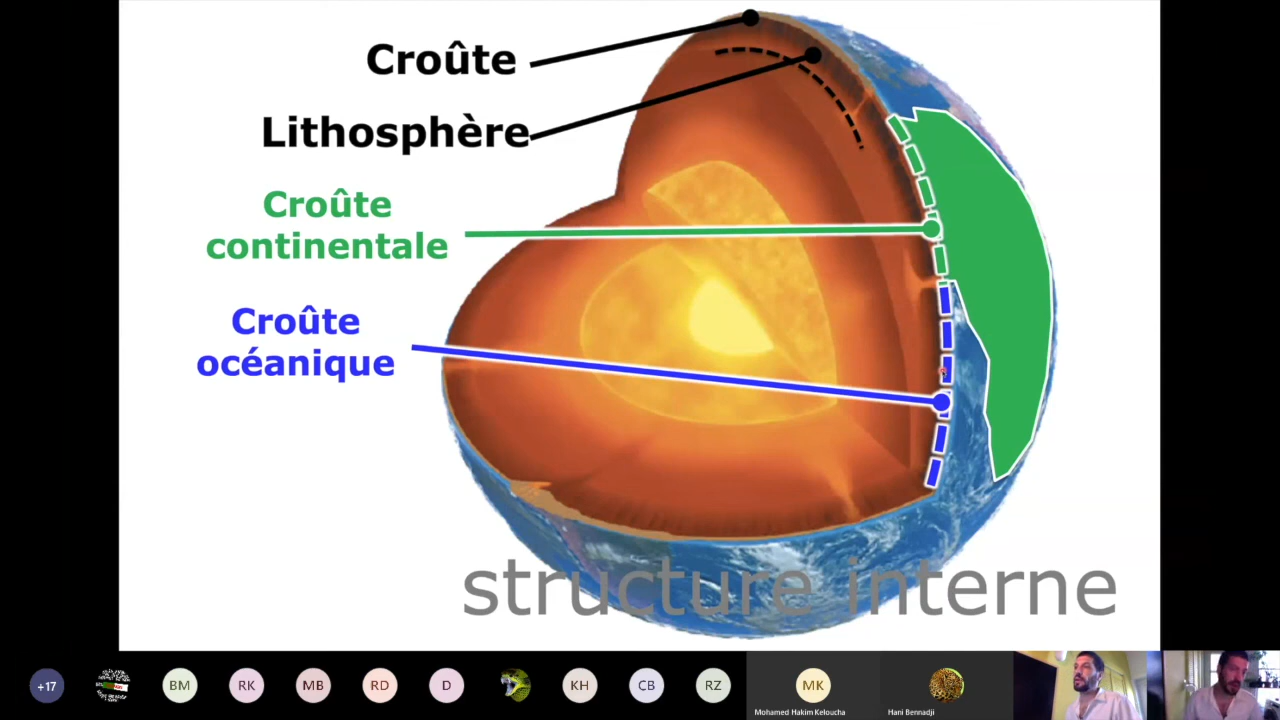 Croûte
Lithosphère
Croûte
continentale
Croûte
océanique
structure interne
+17
BM
RK
MB
RD
D
KH
CB
RZ
MK
Mohamed Hakim Keloucha
Hani Bennadji